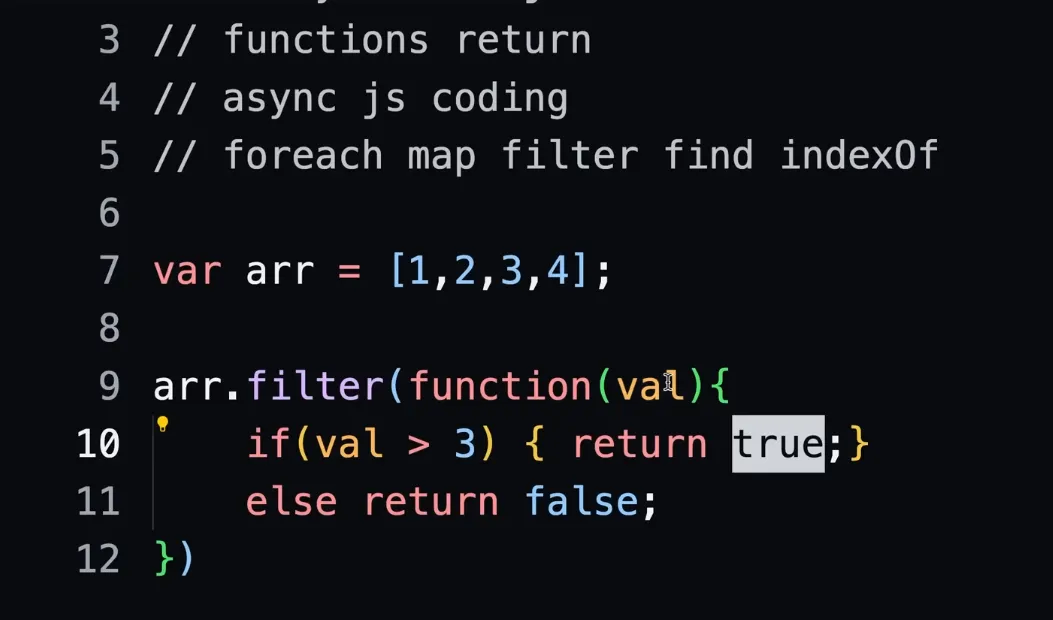 3 // functions return
4 // async js coding
5 // foreach map filter find indexOf
6
7 var arr = [1,2,3,4];
8
9 arr.filter(function(val){
10 if(val > 3) { return true;}
11 else return false;
12 })